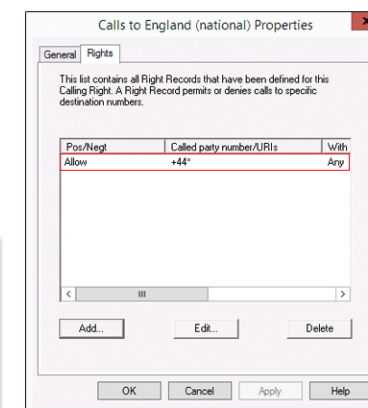 Calls to England (national) Properties
x
General Rights
This list contains all Right Records that have been defined for this
Calling Right. A Right Record permits or denies calls to specific
destination numbers.
Pos/Negt Called party number/URIs With
Allow +44* Any
Add... Edit... Delete
OK Cancel Apply Help